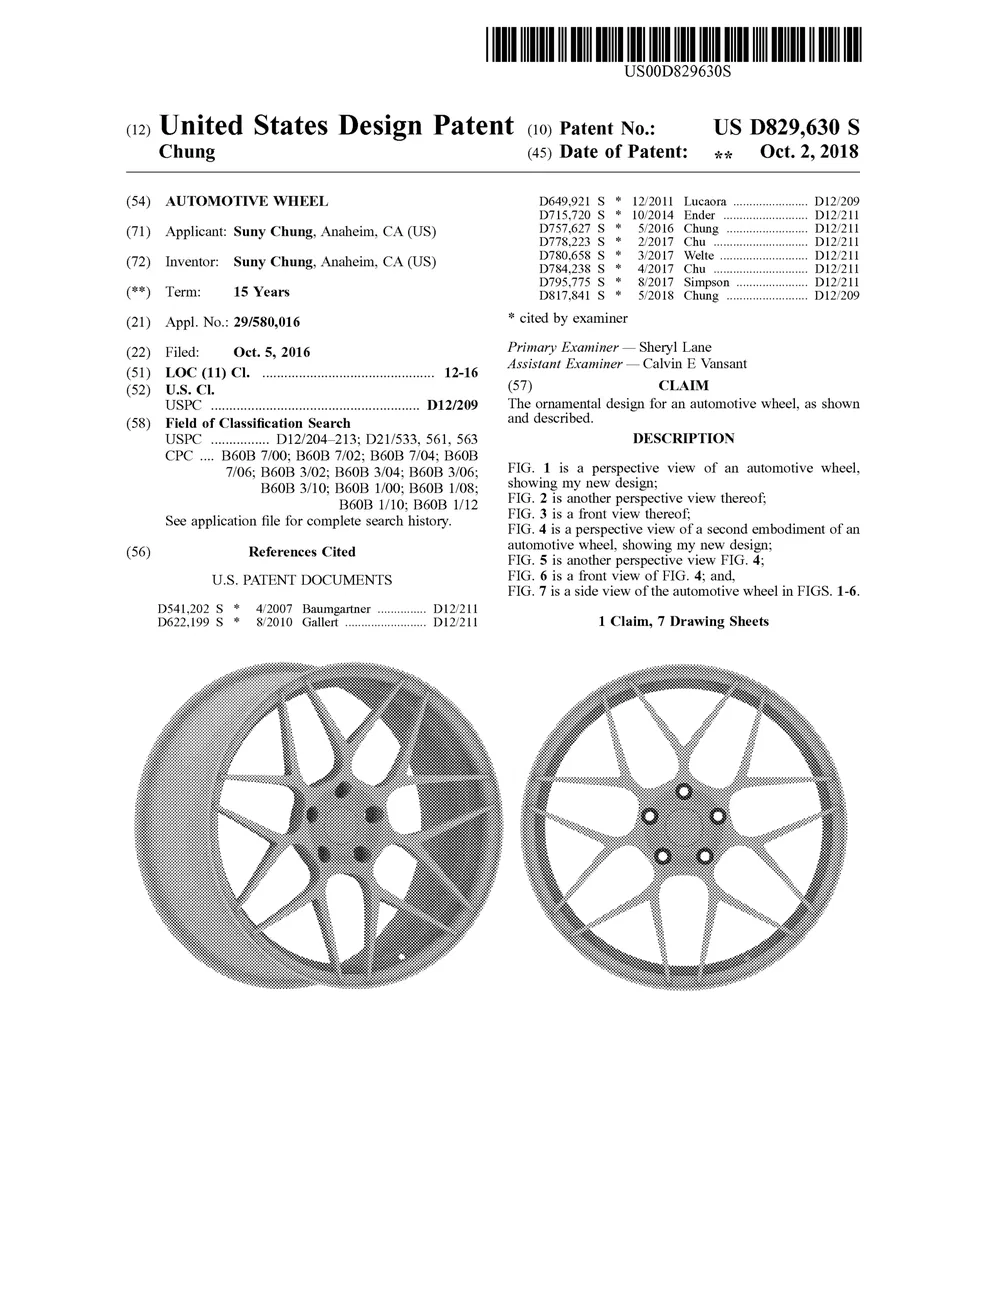 US00D829630S
(12) United States Design Patent
Chung
(10) Patent No.: US D829,630 S
(45) Date of Patent: ** Oct. 2, 2018
(54) AUTOMOTIVE WHEEL
(71) Applicant: Suny Chung, Anaheim, CA (US)
(72) Inventor: Suny Chung, Anaheim, CA (US)
(**) Term: 15 Years
(21) Appl. No.: 29/580,016
(22) Filed: Oct. 5, 2016
(51) LOC (11) Cl. ............................................... 12-16
(52) U.S. Cl.
USPC ......................................................... D12/209
(58) Field of Classification Search
USPC ................ D12/204–213; D21/533, 561, 563
CPC .... B60B 7/00; B60B 7/02; B60B 7/04; B60B
7/06; B60B 3/02; B60B 3/04; B60B 3/06;
B60B 3/10; B60B 1/00; B60B 1/08;
B60B 1/10; B60B 1/12
See application file for complete search history.
(56) References Cited
U.S. PATENT DOCUMENTS
D541,202 S * 4/2007 Baumgartner ............... D12/211
D622,199 S * 8/2010 Gallert ......................... D12/211
D649,921 S * 12/2011 Lucaora ....................... D12/209
D715,720 S * 10/2014 Ender .......................... D12/211
D757,627 S * 5/2016 Chung ......................... D12/211
D778,223 S * 2/2017 Chu ............................. D12/211
D780,658 S * 3/2017 Welte ........................... D12/211
D784,238 S * 4/2017 Chu ............................. D12/211
D795,775 S * 8/2017 Simpson ...................... D12/211
D817,841 S * 5/2018 Chung ......................... D12/209
* cited by examiner
Primary Examiner — Sheryl Lane
Assistant Examiner — Calvin E Vansant
(57) CLAIM
The ornamental design for an automotive wheel, as shown
and described.
DESCRIPTION
FIG. 1 is a perspective view of an automotive wheel,
showing my new design;
FIG. 2 is another perspective view thereof;
FIG. 3 is a front view thereof;
FIG. 4 is a perspective view of a second embodiment of an
automotive wheel, showing my new design;
FIG. 5 is another perspective view FIG. 4;
FIG. 6 is a front view of FIG. 4; and,
FIG. 7 is a side view of the automotive wheel in FIGS. 1-6.
1 Claim, 7 Drawing Sheets